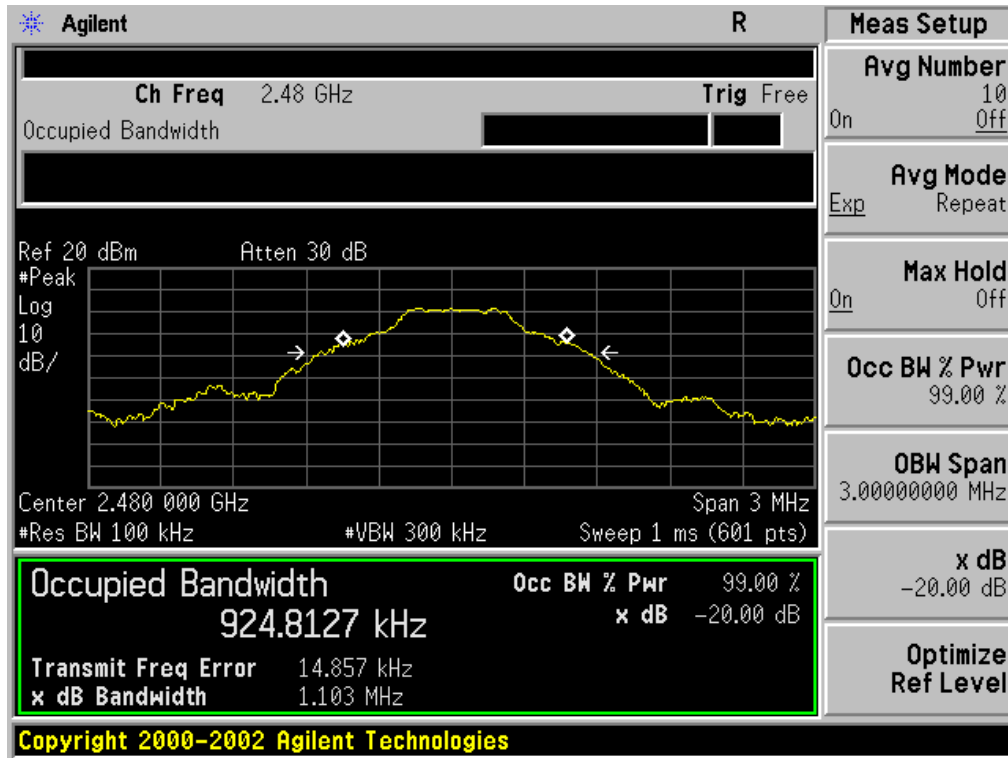 Agilent R
Ch Freq 2.48 GHz Trig Free
Occupied Bandwidth
Ref 20 dBm Atten 30 dB
#Peak
Log
10
dB/
Center 2.480 000 GHz Span 3 MHz
#Res BW 100 kHz #VBW 300 kHz Sweep 1 ms (601 pts)
Occupied Bandwidth Occ BW % Pwr 99.00 %
924.8127 kHz x dB -20.00 dB
Transmit Freq Error 14.857 kHz
x dB Bandwidth 1.103 MHz
Copyright 2000-2002 Agilent Technologies
Meas Setup
Avg Number
10
On Off
Avg Mode
Exp Repeat
Max Hold
On Off
Occ BW % Pwr
99.00 %
OBW Span
3.00000000 MHz
x dB
-20.00 dB
Optimize
Ref Level